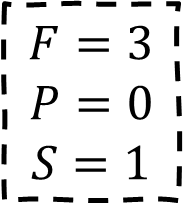 F = 3
P = 0
S = 1